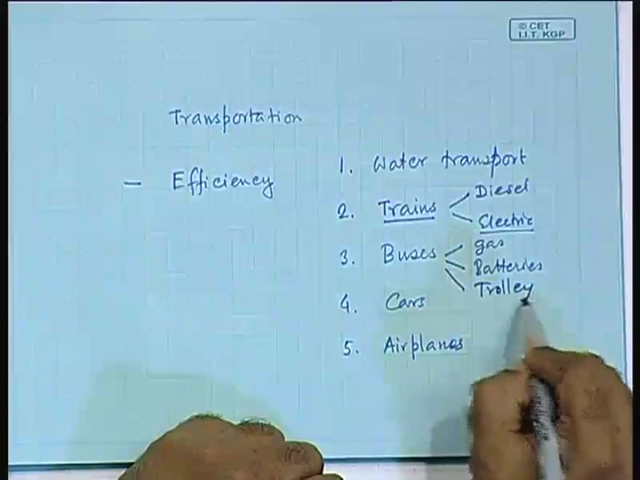 © CET
I.I.T. KGP
Transportation
– Efficiency
1. Water transport
2. Trains
Diesel
Electric
3. Buses
gas
Batteries
Trolley
4. Cars
5. Airplanes